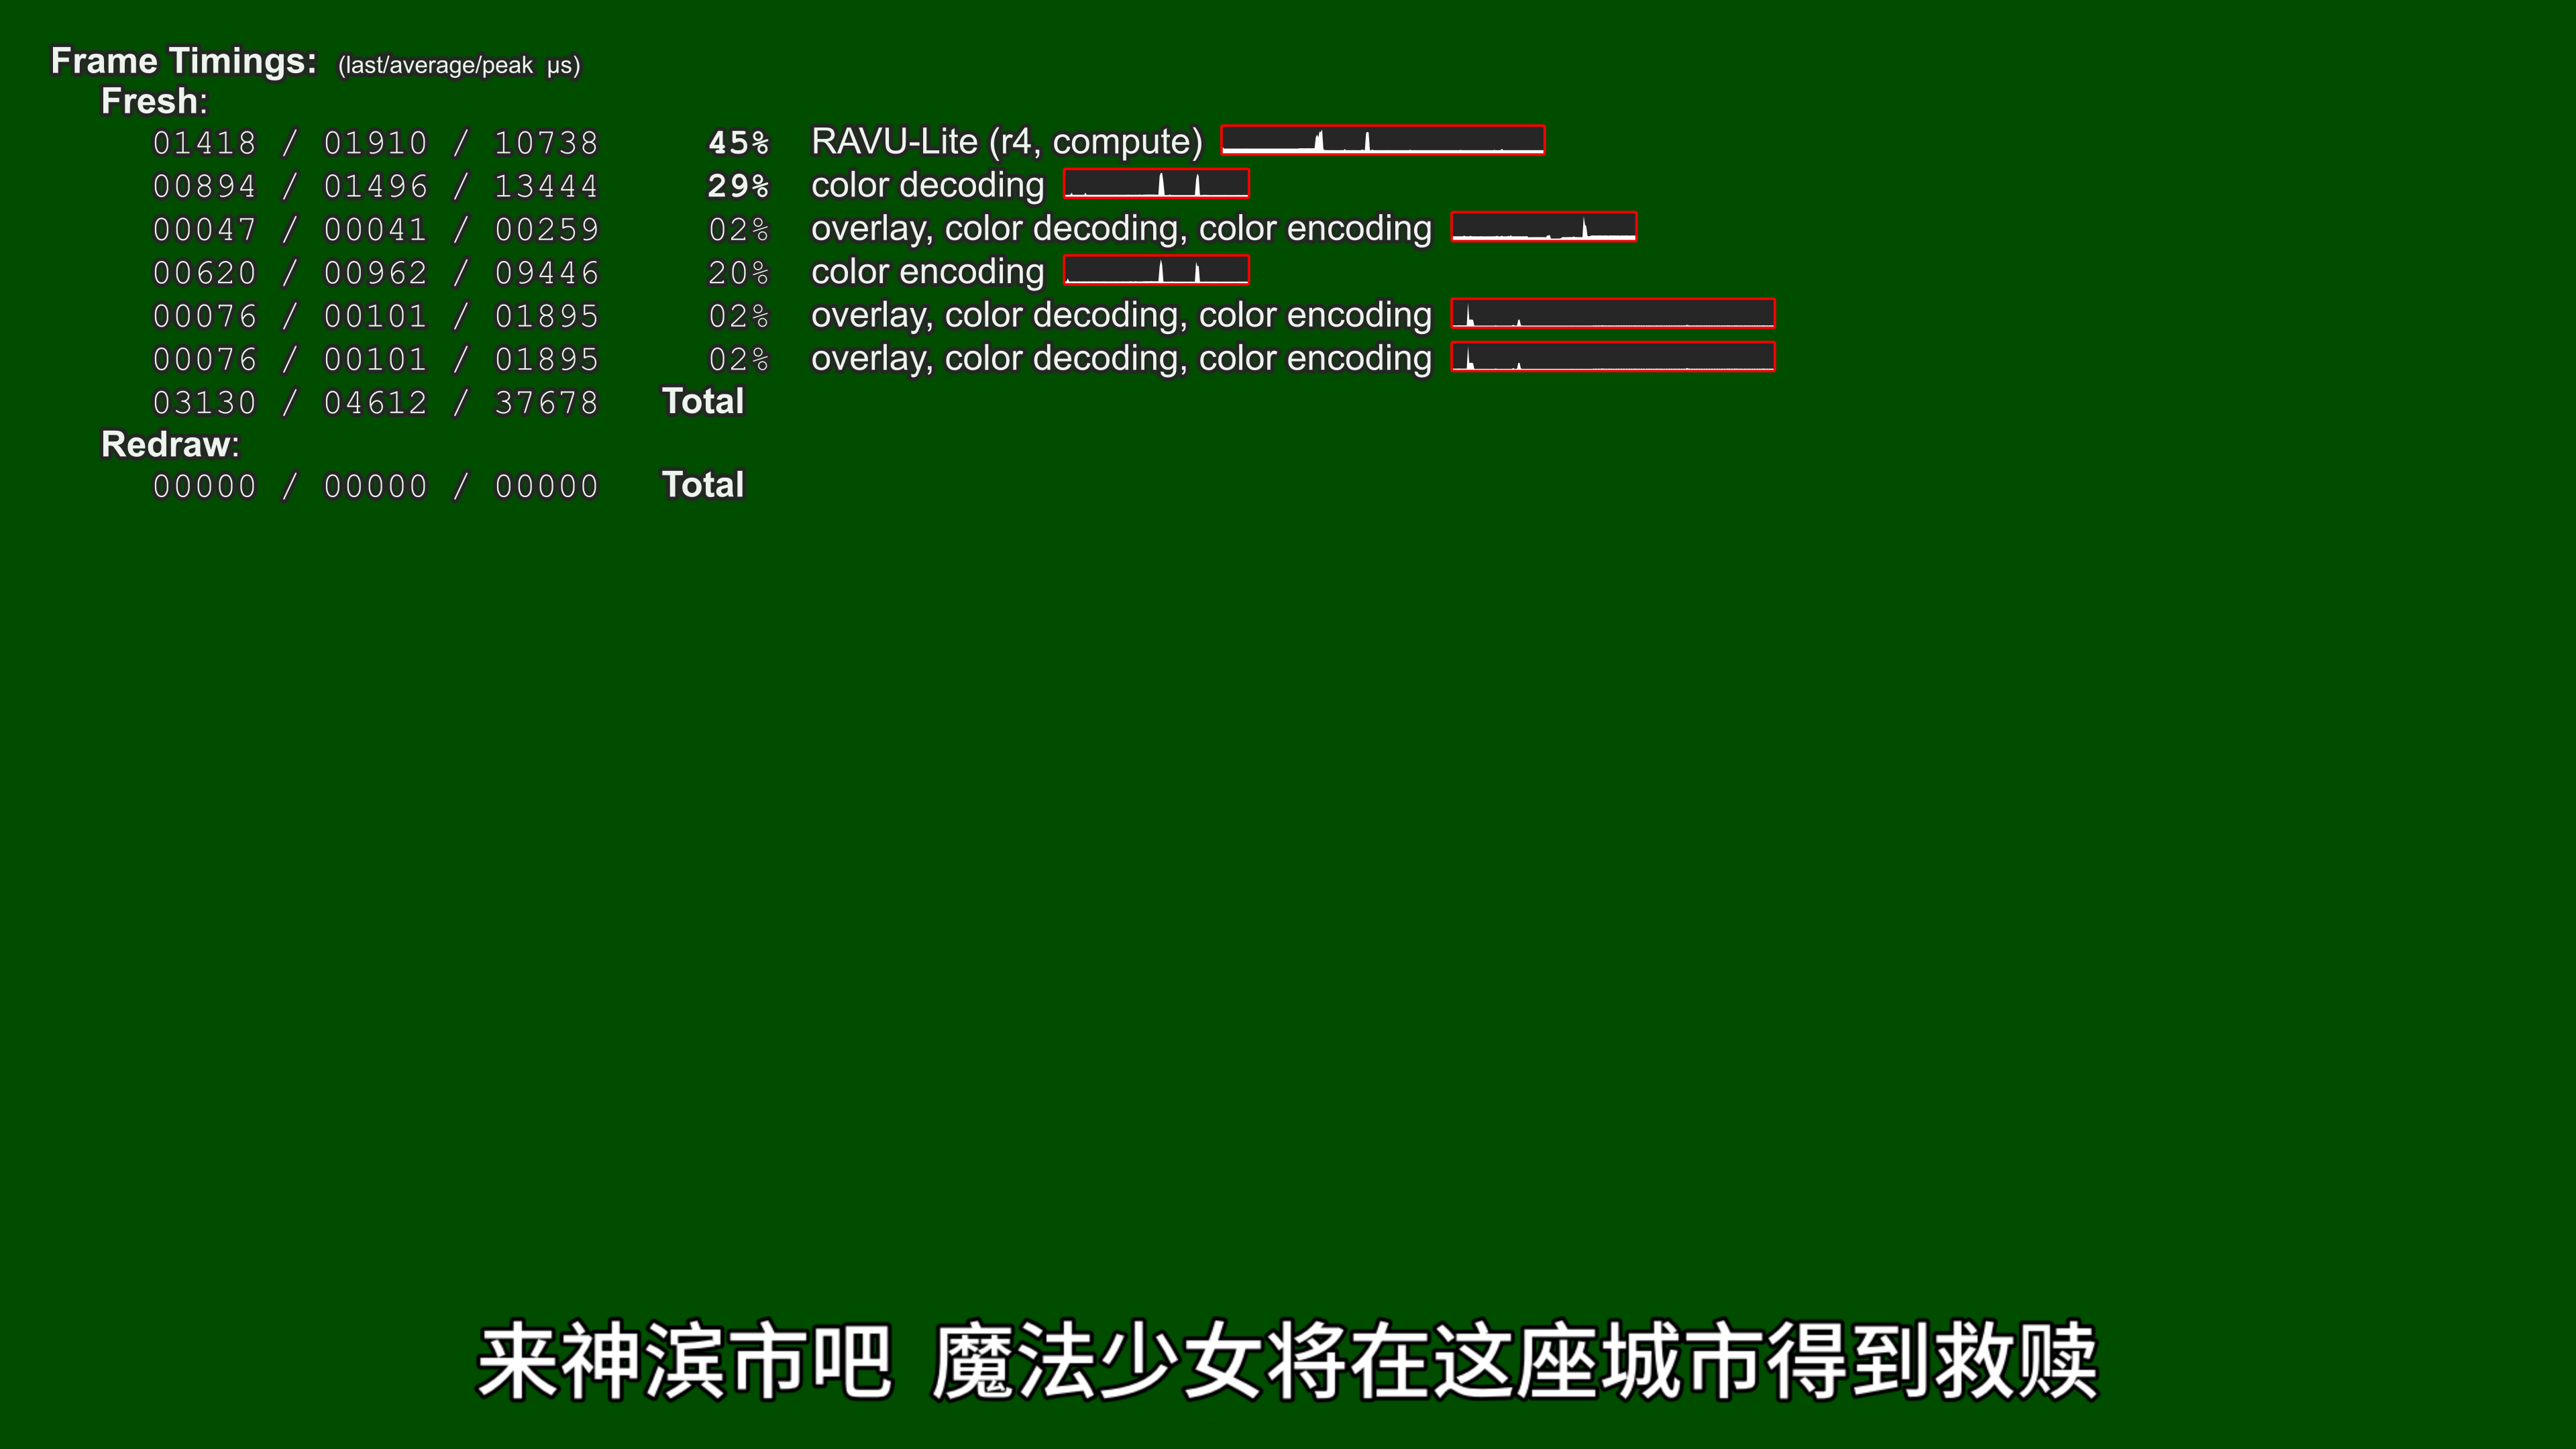 Frame Timings: (last/average/peak μs)
Fresh:
01418 / 01910 / 10738 45% RAVU-Lite (r4, compute)
00894 / 01496 / 13444 29% color decoding
00047 / 00041 / 00259 02% overlay, color decoding, color encoding
00620 / 00962 / 09446 20% color encoding
00076 / 00101 / 01895 02% overlay, color decoding, color encoding
00076 / 00101 / 01895 02% overlay, color decoding, color encoding
03130 / 04612 / 37678 Total
Redraw:
00000 / 00000 / 00000 Total
来神滨市吧 魔法少女将在这座城市得到救赎